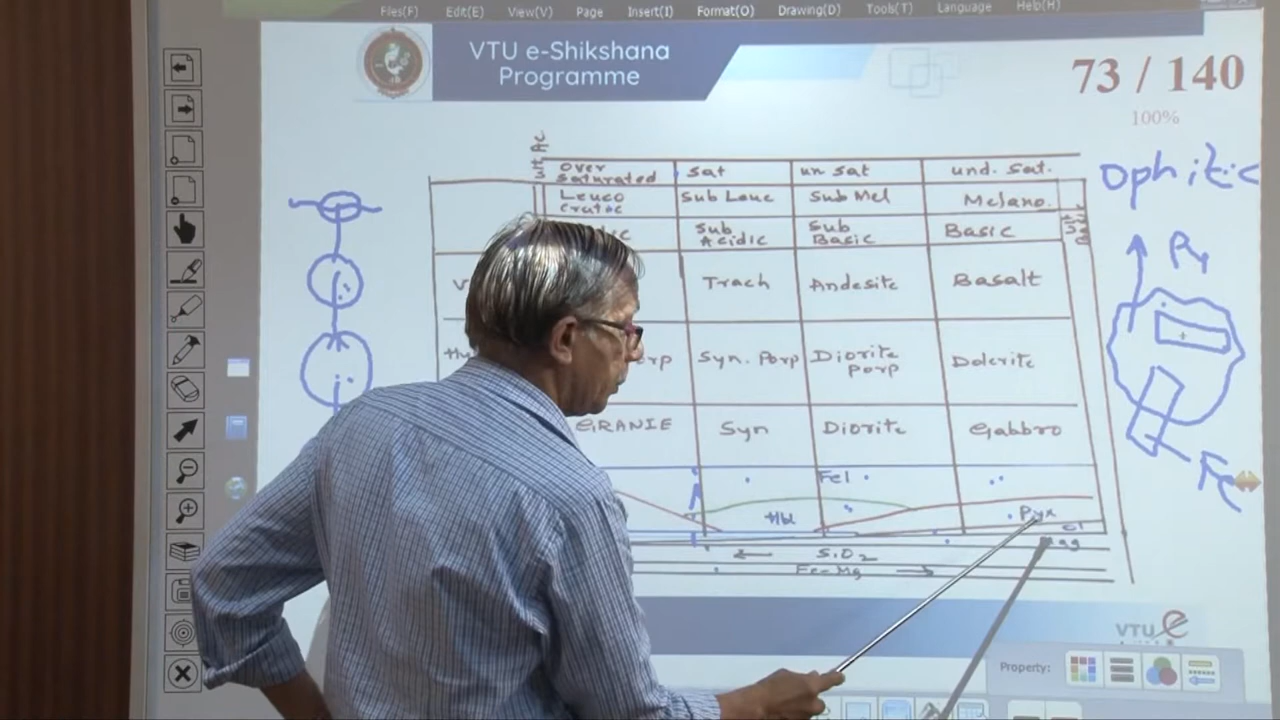 Files(F) Edit(E) View(V) Page Insert(I) Format(O) Drawing(D) Tools(T) Language Help(H)
VTU e-Shikshana
Programme
73 / 140
100%
Over
Saturated
sat
un sat
und. sat.
Leuco
cratic
Sub Leuc
Sub Mel
Melano.
Sub
Acidic
Sub
Basic
Basic
Trach
Andesite
Basalt
Syn. Porp
Diorite
Porp
Dolerite
GRANIE
Syn
Diorite
Gabbro
Fel
Hbl
Pyx
Ol
Mag
← SiO2
Fe-Mg →
Ophitic
Py
Fe
VTU e
Property: